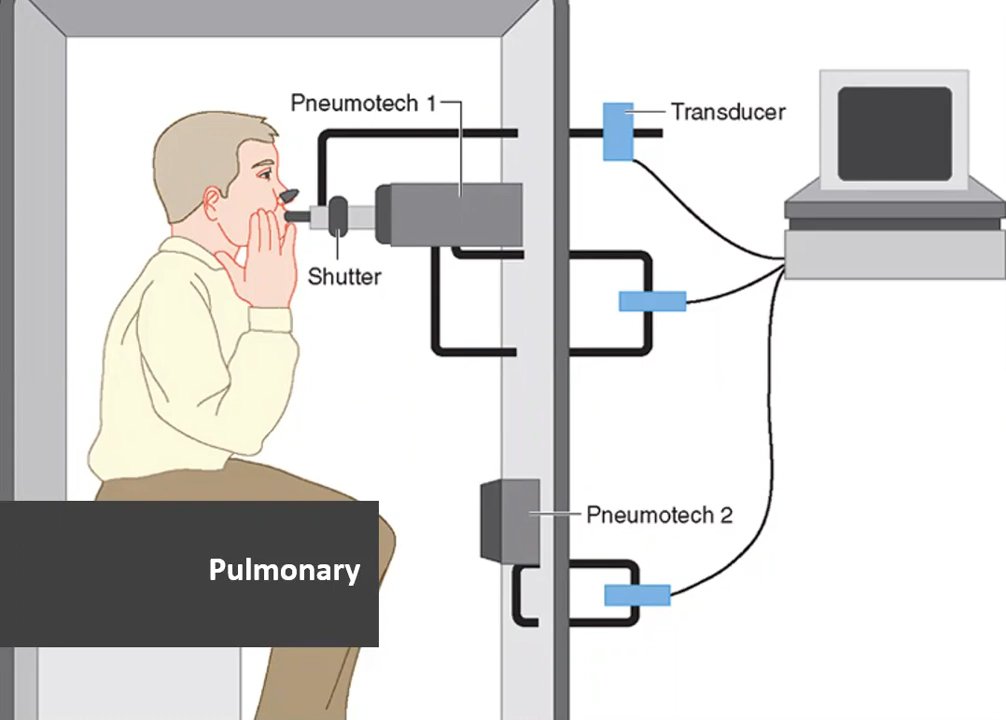 Pneumotech 1
Transducer
Shutter
Pneumotech 2
Pulmonary